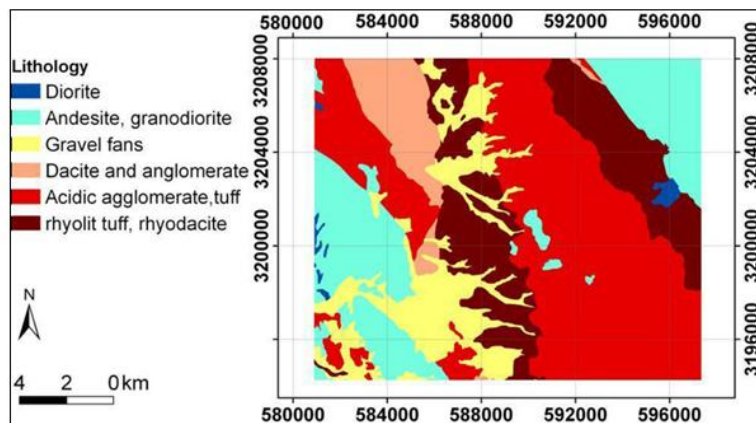 580000 584000 588000 592000 596000
Lithology
Diorite
Andesite, granodiorite
Gravel fans
Dacite and anglomerate
Acidic agglomerate,tuff
rhyolit tuff, rhyodacite
N
4 2 0 km
3208000 3208000
3204000 3204000
3200000 3200000
3196000 3196000
580000 584000 588000 592000 596000